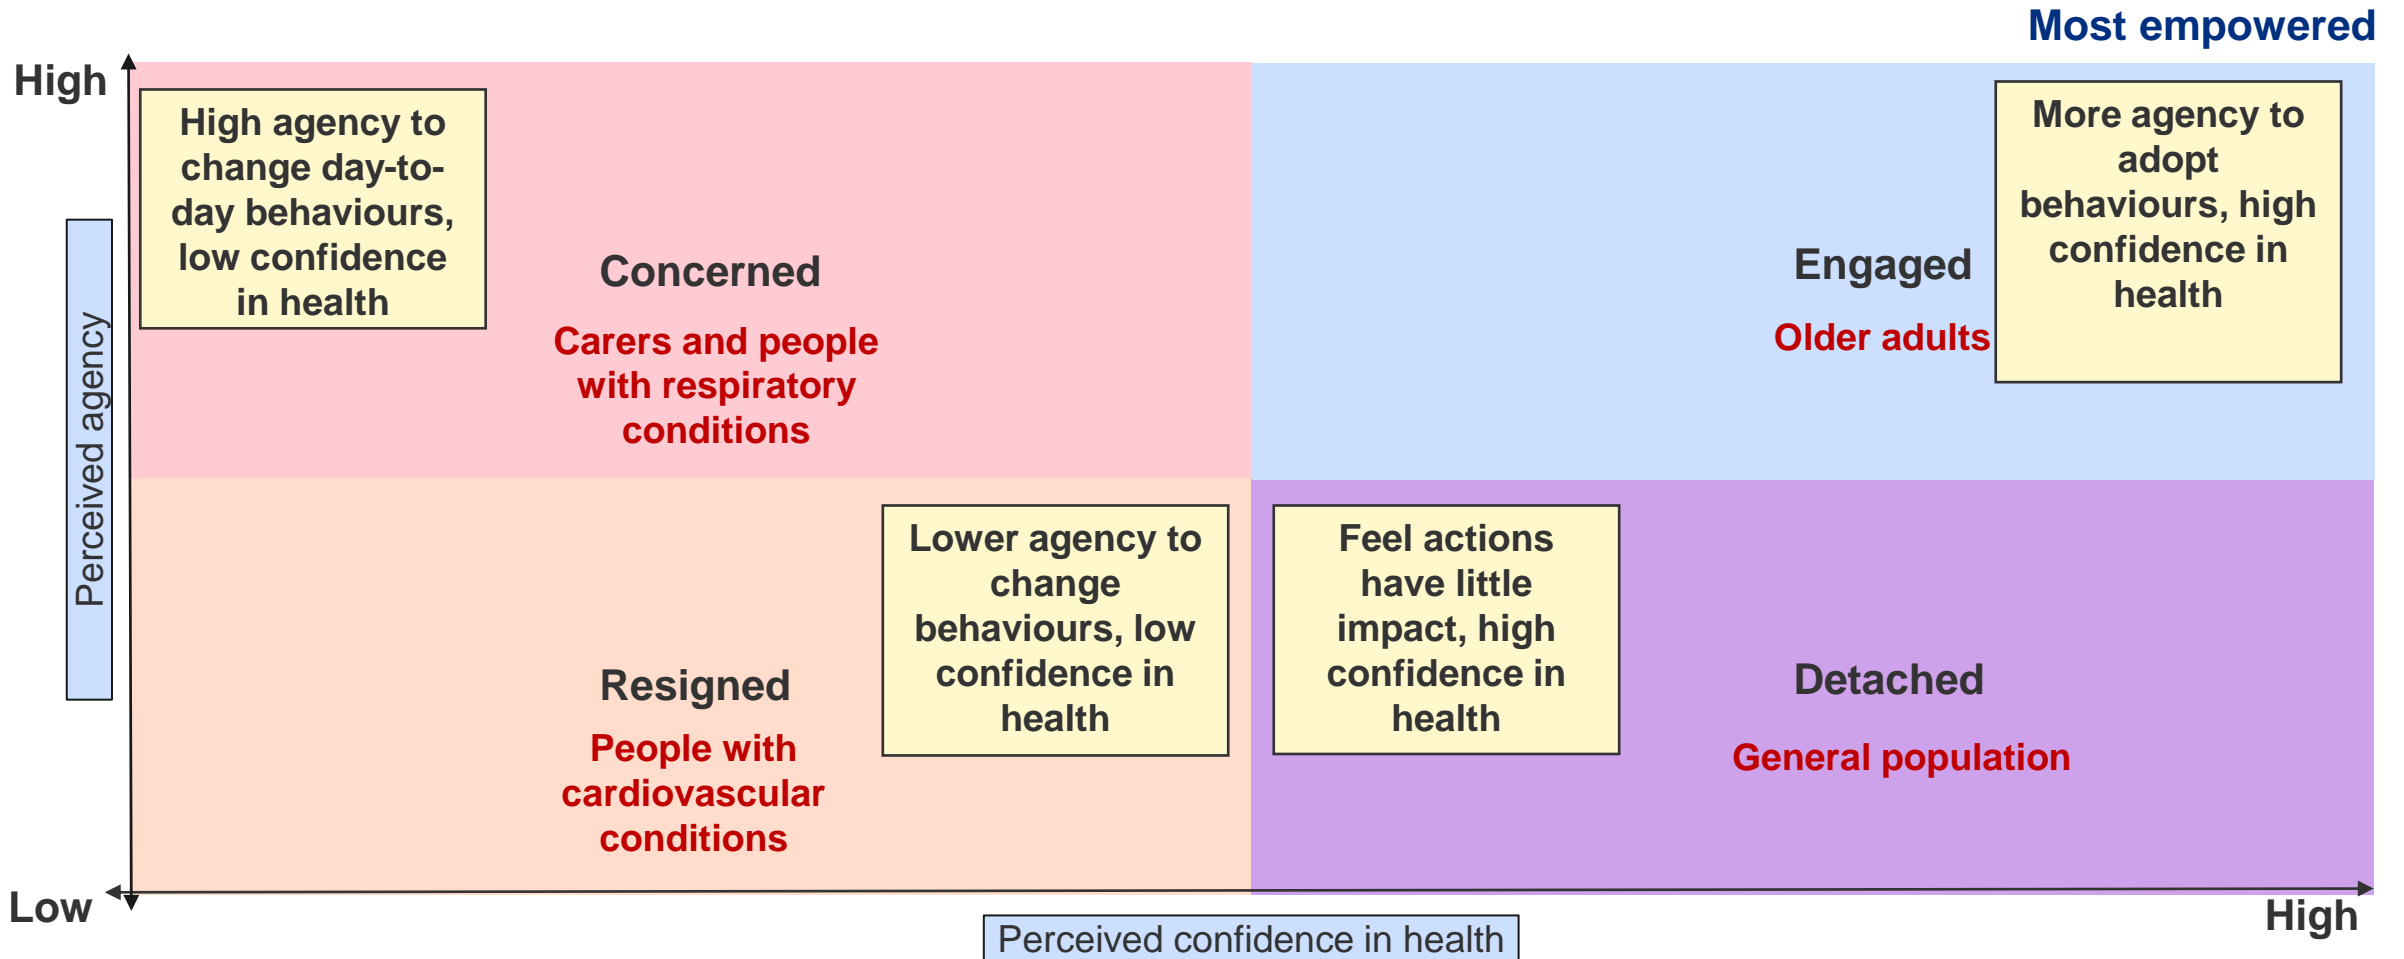 Most empowered
High
High agency to
change day-to-
day behaviours,
low confidence
in health
Concerned
Carers and people
with respiratory
conditions
More agency to
adopt
behaviours, high
confidence in
health
Engaged
Older adults
Perceived agency
Lower agency to
change
behaviours, low
confidence in
health
Resigned
People with
cardiovascular
conditions
Feel actions
have little
impact, high
confidence in
health
Detached
General population
Low
High
Perceived confidence in health